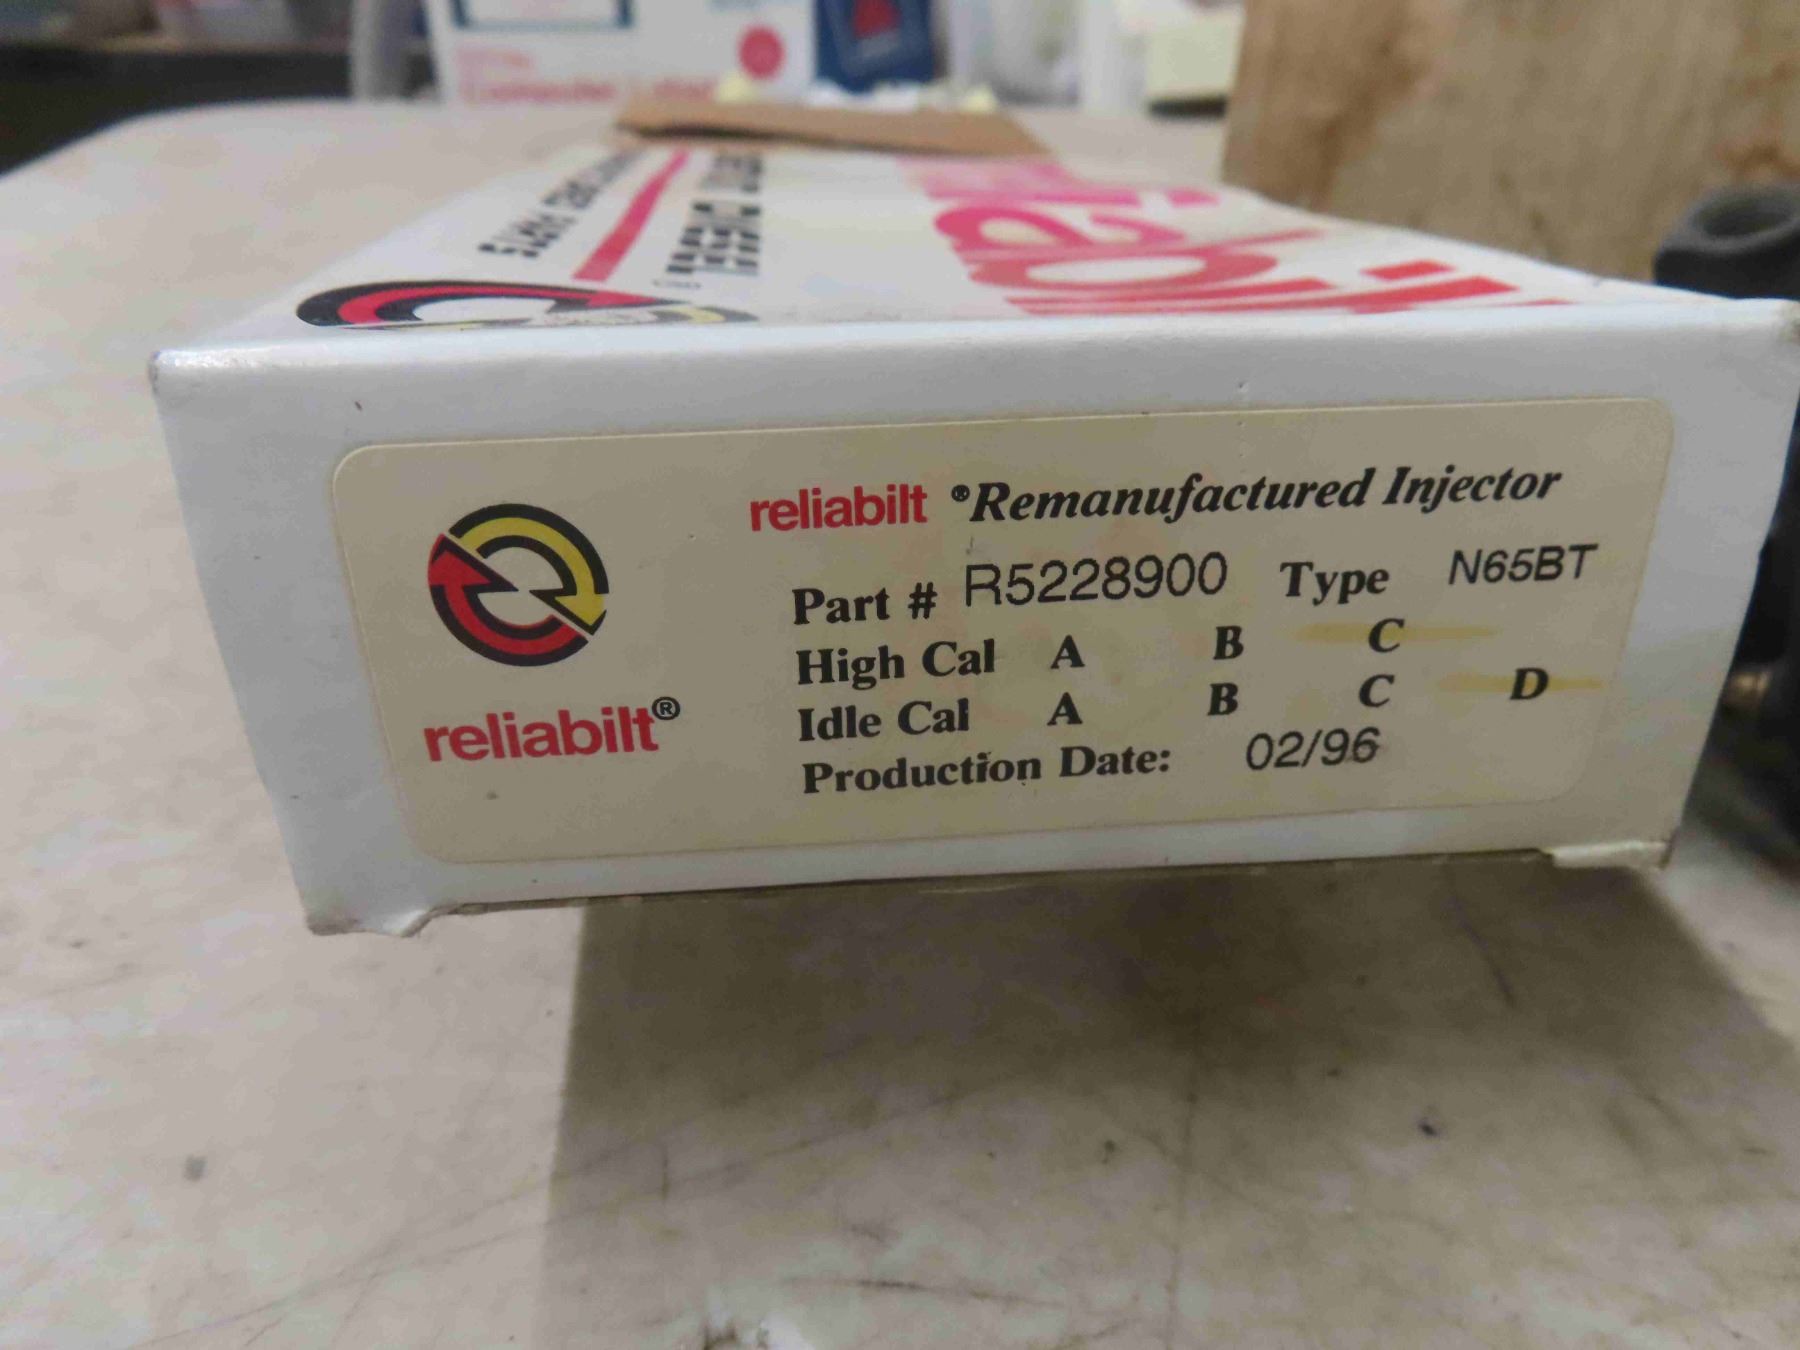 reliabilt®
reliabilt ®Remanufactured Injector
Part # R5228900 Type N65BT
High Cal A B C
Idle Cal A B C D
Production Date: 02/96